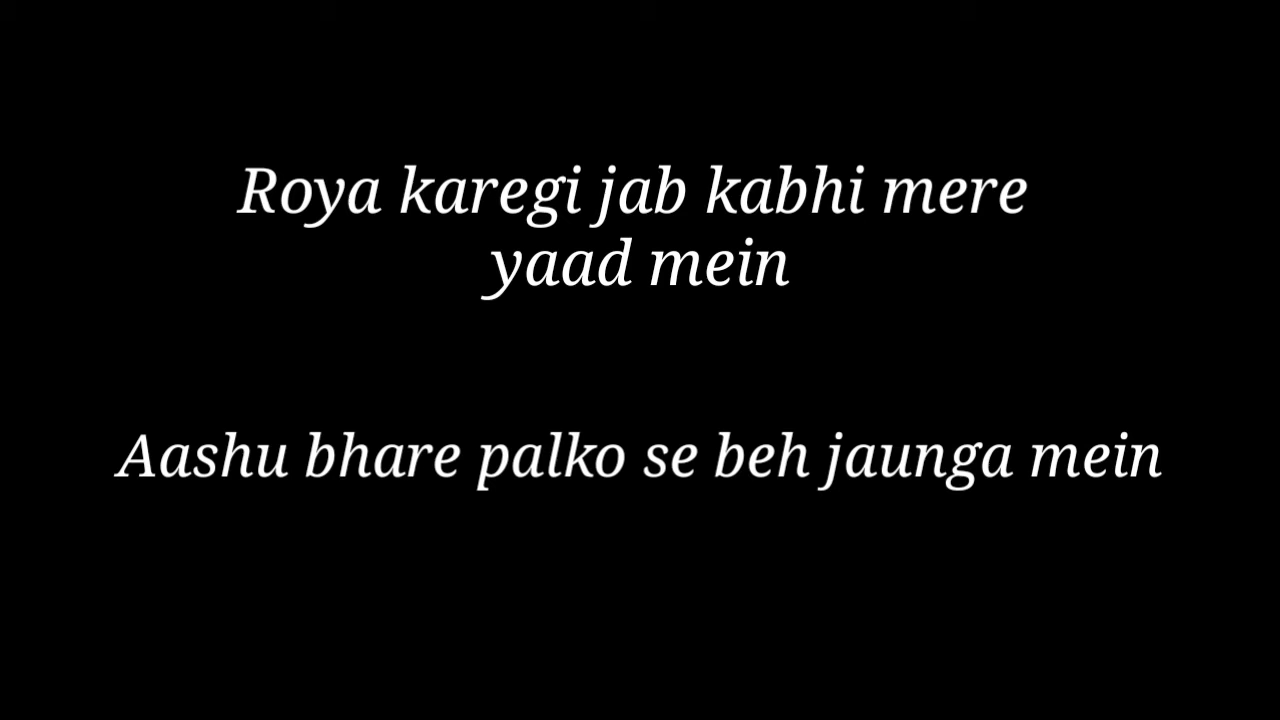 Roya karegi jab kabhi mere
yaad mein
Aashu bhare palko se beh jaunga mein